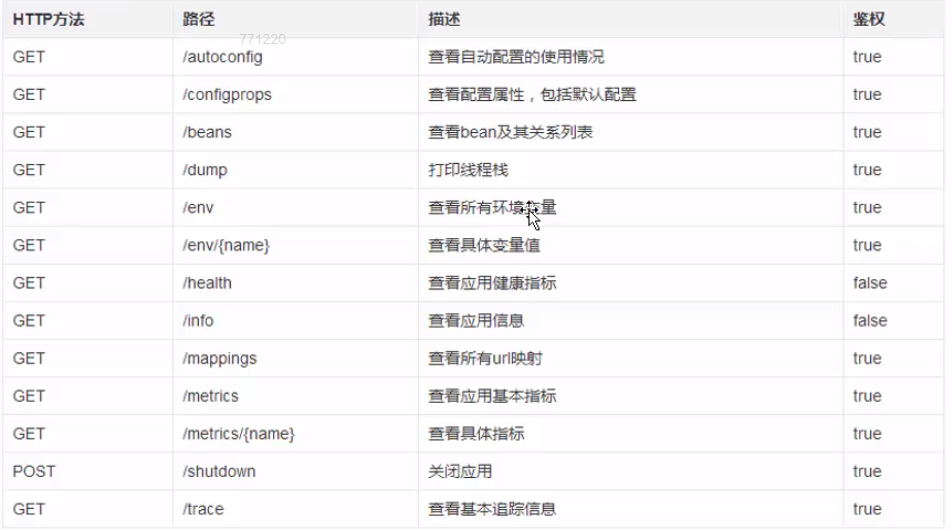 HTTP方法 路径 描述 鉴权
771220
GET /autoconfig 查看自动配置的使用情况 true
GET /configprops 查看配置属性，包括默认配置 true
GET /beans 查看bean及其关系列表 true
GET /dump 打印线程栈 true
GET /env 查看所有环境变量 true
GET /env/{name} 查看具体变量值 true
GET /health 查看应用健康指标 false
GET /info 查看应用信息 false
GET /mappings 查看所有url映射 true
GET /metrics 查看应用基本指标 true
GET /metrics/{name} 查看具体指标 true
POST /shutdown 关闭应用 true
GET /trace 查看基本追踪信息 true